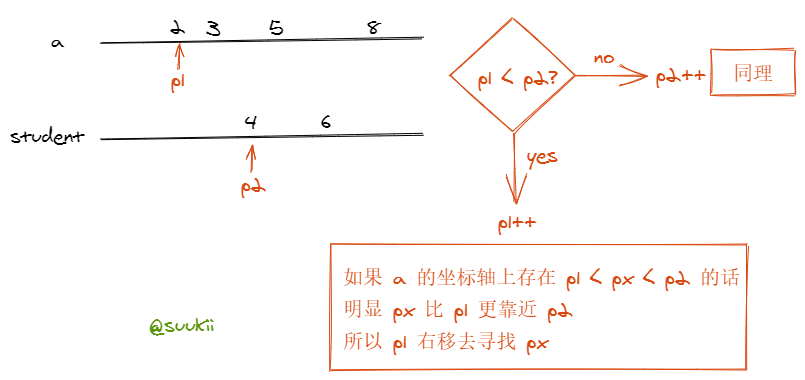 2 3 5 8
a
p1
4 6
student
p2
p1 < p2?
no
p2++
同理
yes
p1++
如果 a 的坐标轴上存在 p1 < px < p2 的话
明显 px 比 p1 更靠近 p2
所以 p1 右移去寻找 px
@suukii